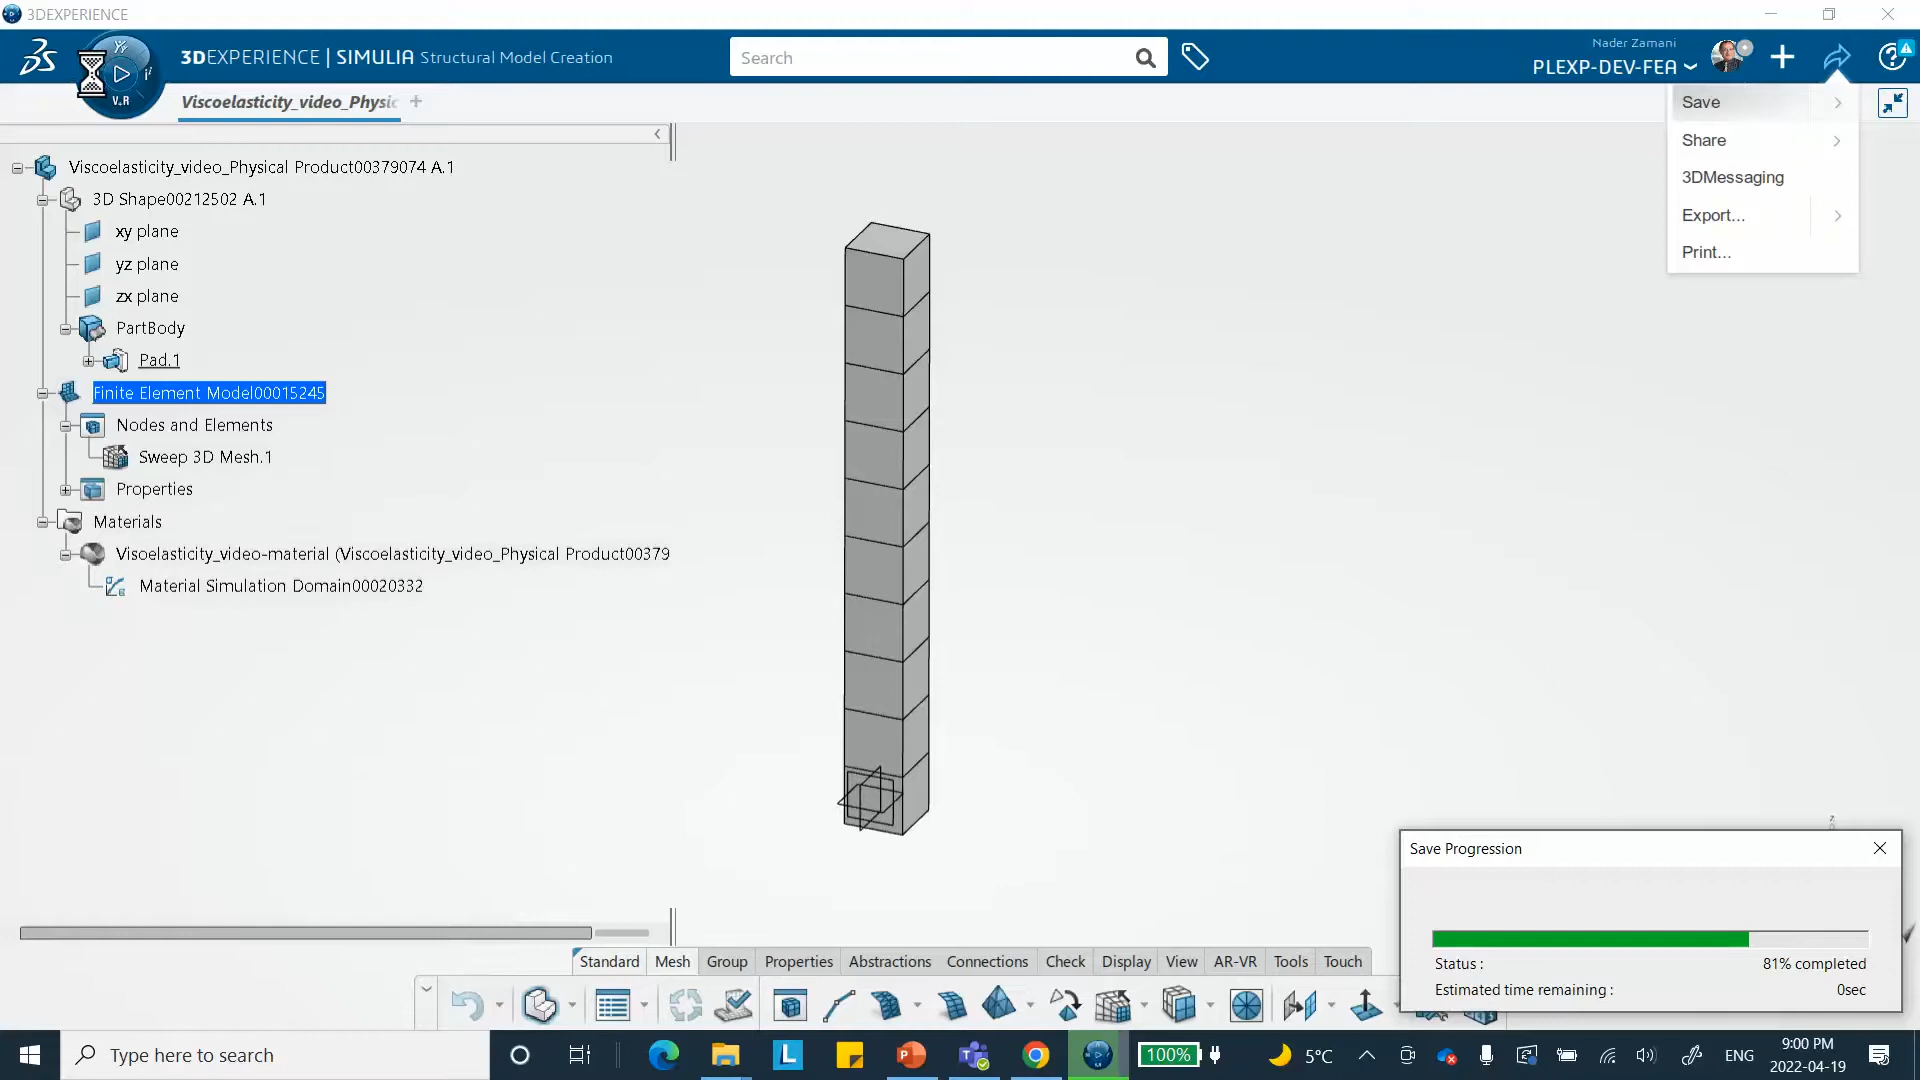 3DEXPERIENCE
3DEXPERIENCE | SIMULIA Structural Model Creation
V.R
Search
Nader Zamani
PLEXP-DEV-FEA
Viscoelasticity_video_Physic
Save
Share
3DMessaging
Export...
Print...
Viscoelasticity_video_Physical Product00379074 A.1
3D Shape00212502 A.1
xy plane
yz plane
zx plane
PartBody
Pad.1
Finite Element Model00015245
Nodes and Elements
Sweep 3D Mesh.1
Properties
Materials
Visoelasticity_video-material (Viscoelasticity_video_Physical Product00379
Material Simulation Domain00020332
Save Progression
Status :
81% completed
Estimated time remaining :
0sec
Standard
Mesh
Group
Properties
Abstractions
Connections
Check
Display
View
AR-VR
Tools
Touch
Type here to search
100%
5°C
ENG
9:00 PM
2022-04-19